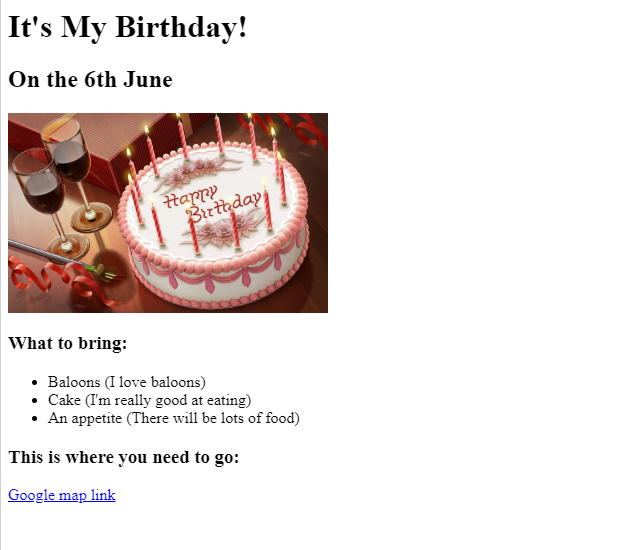 It's My Birthday!
On the 6th June
Happy
Birthday
What to bring:
Baloons (I love baloons)
Cake (I'm really good at eating)
An appetite (There will be lots of food)
This is where you need to go:
Google map link